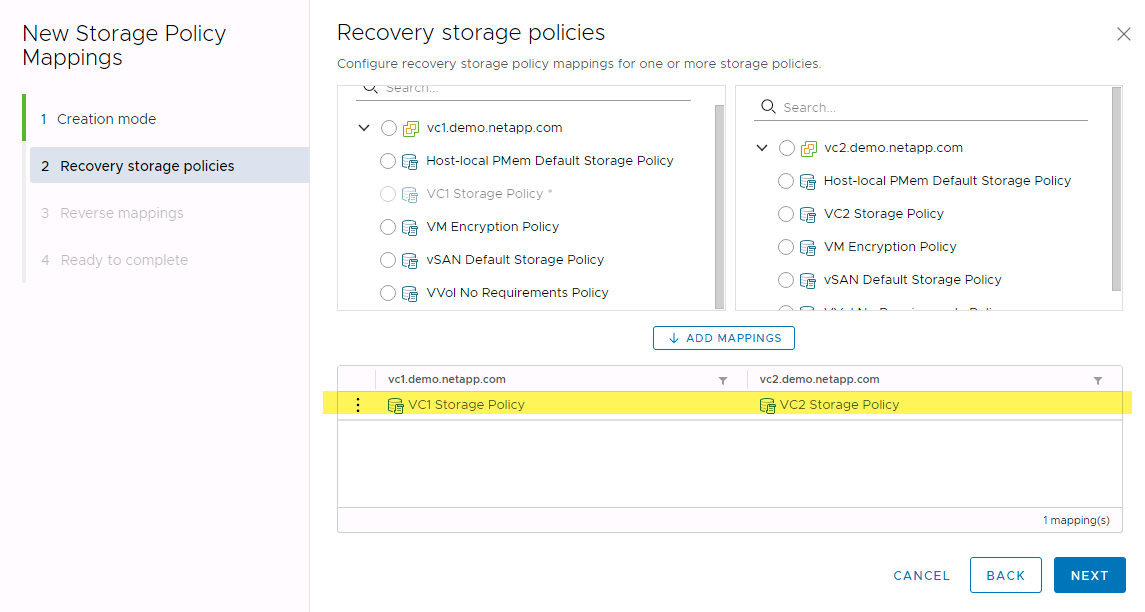 New Storage Policy
Mappings
1 Creation mode
2 Recovery storage policies
3 Reverse mappings
4 Ready to complete
Recovery storage policies
Configure recovery storage policy mappings for one or more storage policies.
Search...
vc1.demo.netapp.com
Host-local PMem Default Storage Policy
VC1 Storage Policy *
VM Encryption Policy
vSAN Default Storage Policy
VVol No Requirements Policy
Search...
vc2.demo.netapp.com
Host-local PMem Default Storage Policy
VC2 Storage Policy
VM Encryption Policy
vSAN Default Storage Policy
VVol No Requirements Policy
ADD MAPPINGS
vc1.demo.netapp.com vc2.demo.netapp.com
VC1 Storage Policy VC2 Storage Policy
1 mapping(s)
CANCEL BACK NEXT